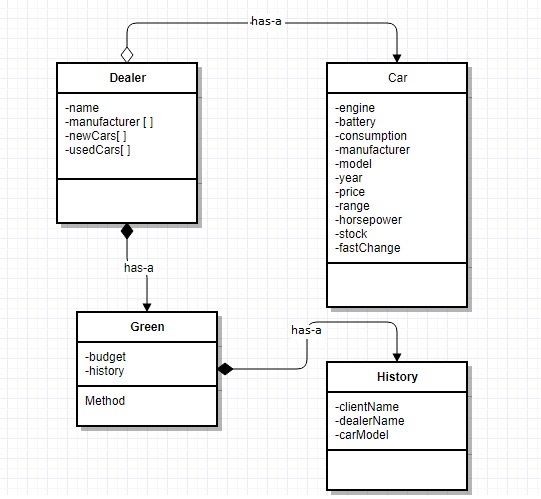 has-a
Dealer
-name
-manufacturer [ ]
-newCars[ ]
-usedCars[ ]
Car
-engine
-battery
-consumption
-manufacturer
-model
-year
-price
-range
-horsepower
-stock
-fastChange
has-a
Green
-budget
-history
Method
has-a
History
-clientName
-dealerName
-carModel